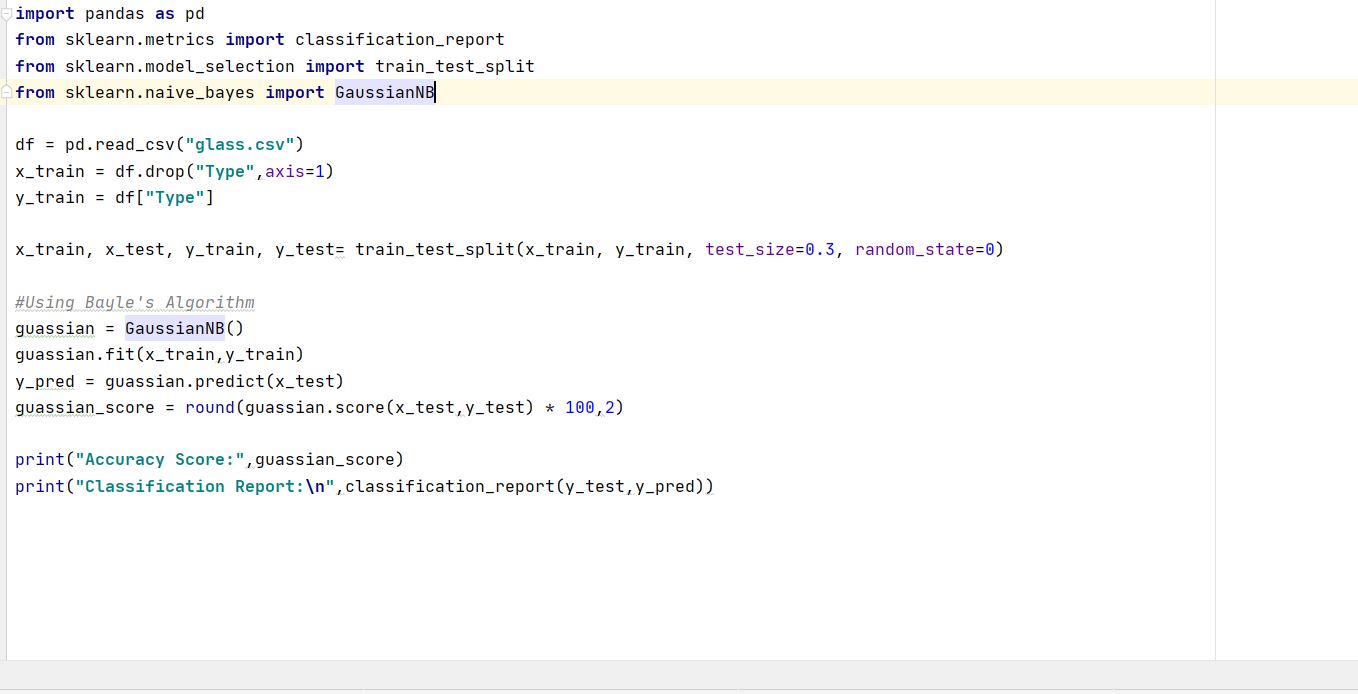 import pandas as pd
from sklearn.metrics import classification_report
from sklearn.model_selection import train_test_split
from sklearn.naive_bayes import GaussianNB
df = pd.read_csv("glass.csv")
x_train = df.drop("Type",axis=1)
y_train = df["Type"]
x_train, x_test, y_train, y_test= train_test_split(x_train, y_train, test_size=0.3, random_state=0)
#Using Bayle's Algorithm
guassian = GaussianNB()
guassian.fit(x_train,y_train)
y_pred = guassian.predict(x_test)
guassian_score = round(guassian.score(x_test,y_test) * 100,2)
print("Accuracy Score:",guassian_score)
print("Classification Report:\n",classification_report(y_test,y_pred))